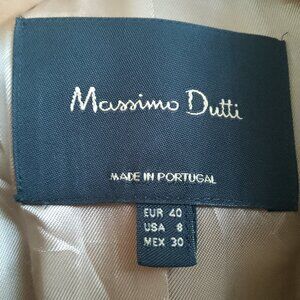 Massimo Dutti
MADE IN PORTUGAL
EUR 40
USA 8
MEX 30